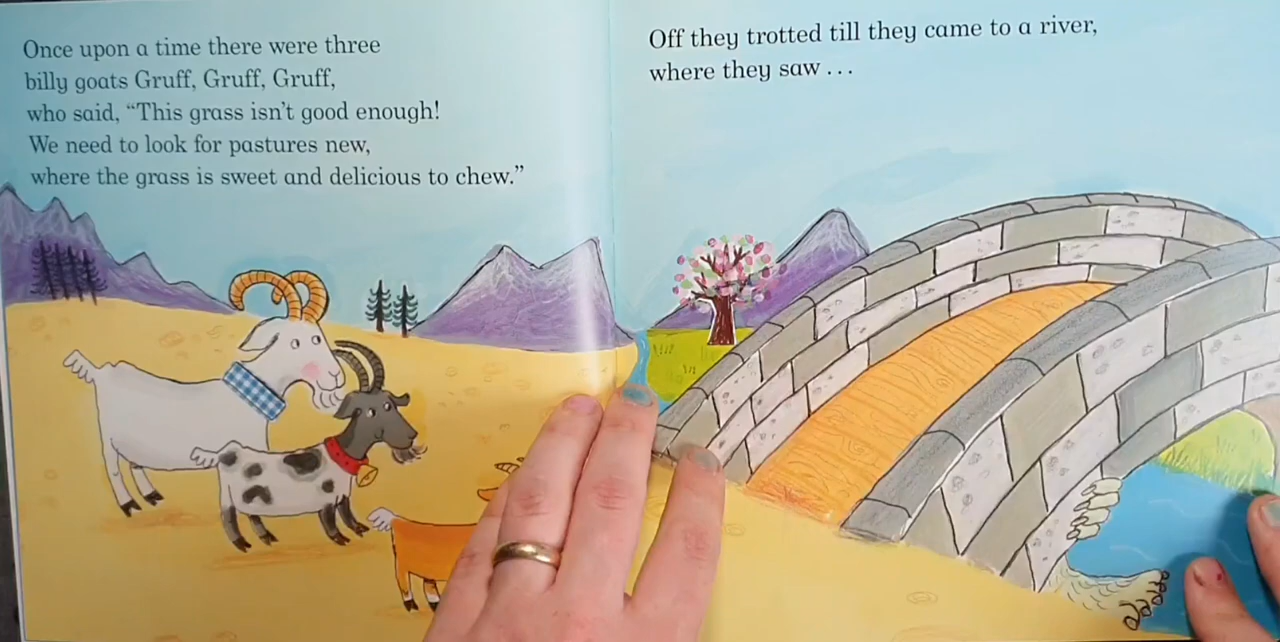 Once upon a time there were three
billy goats Gruff, Gruff, Gruff,
who said, “This grass isn’t good enough!
We need to look for pastures new,
where the grass is sweet and delicious to chew.”
Off they trotted till they came to a river,
where they saw . . .